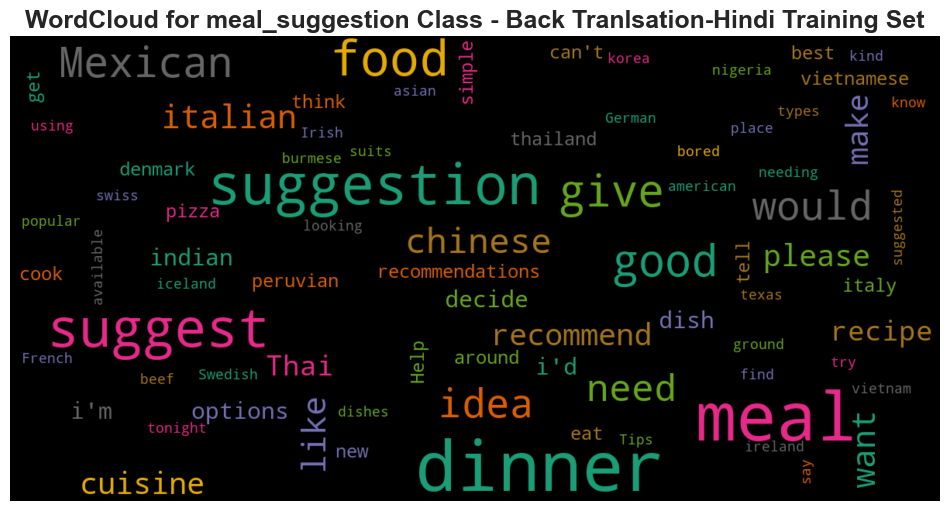 WordCloud for meal_suggestion Class - Back Tranlsation-Hindi Training Set
Mexican
food
simple
can't
korea
best
kind
nigeria
vietnamese
get
asian
think
italian
using
Irish
thailand
German
types
know
place
make
burmese
suits
bored
denmark
suggestion
give
american
needing
swiss
would
suggested
popular
pizza
looking
available
indian
chinese
good
tell
please
cook
iceland
peruvian
recommendations
decide
texas
italy
suggest
dish
recommend
recipe
French
Thai
Help
around
i'd
ground
try
beef
Swedish
find
need
vietnam
i'm
options
dishes
idea
meal
tonight
like
new
eat
Tips
ireland
want
cuisine
dinner
say